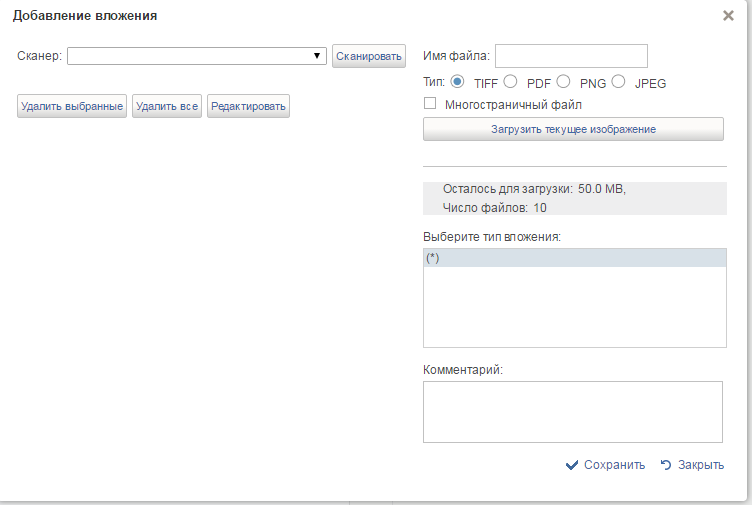 Добавление вложения
Сканер:
Сканировать
Удалить выбранные
Удалить все
Редактировать
Имя файла:
Тип: TIFF PDF PNG JPEG
Многостраничный файл
Загрузить текущее изображение
Осталось для загрузки: 50.0 MB,
Число файлов: 10
Выберите тип вложения:
(*)
Комментарий:
Сохранить
Закрыть